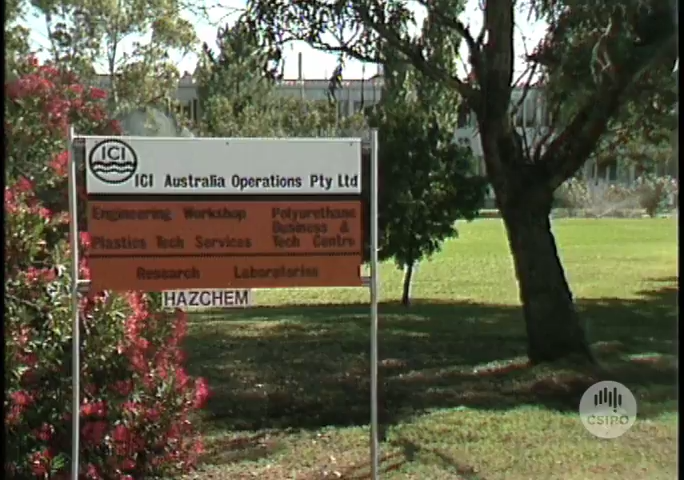 ICI
ICI Australia Operations Pty Ltd
Engineering Workshop
Plastics Tech Services
Polyurethane
Business &
Tech Centre
Research Laboratories
HAZCHEM
CSIRO